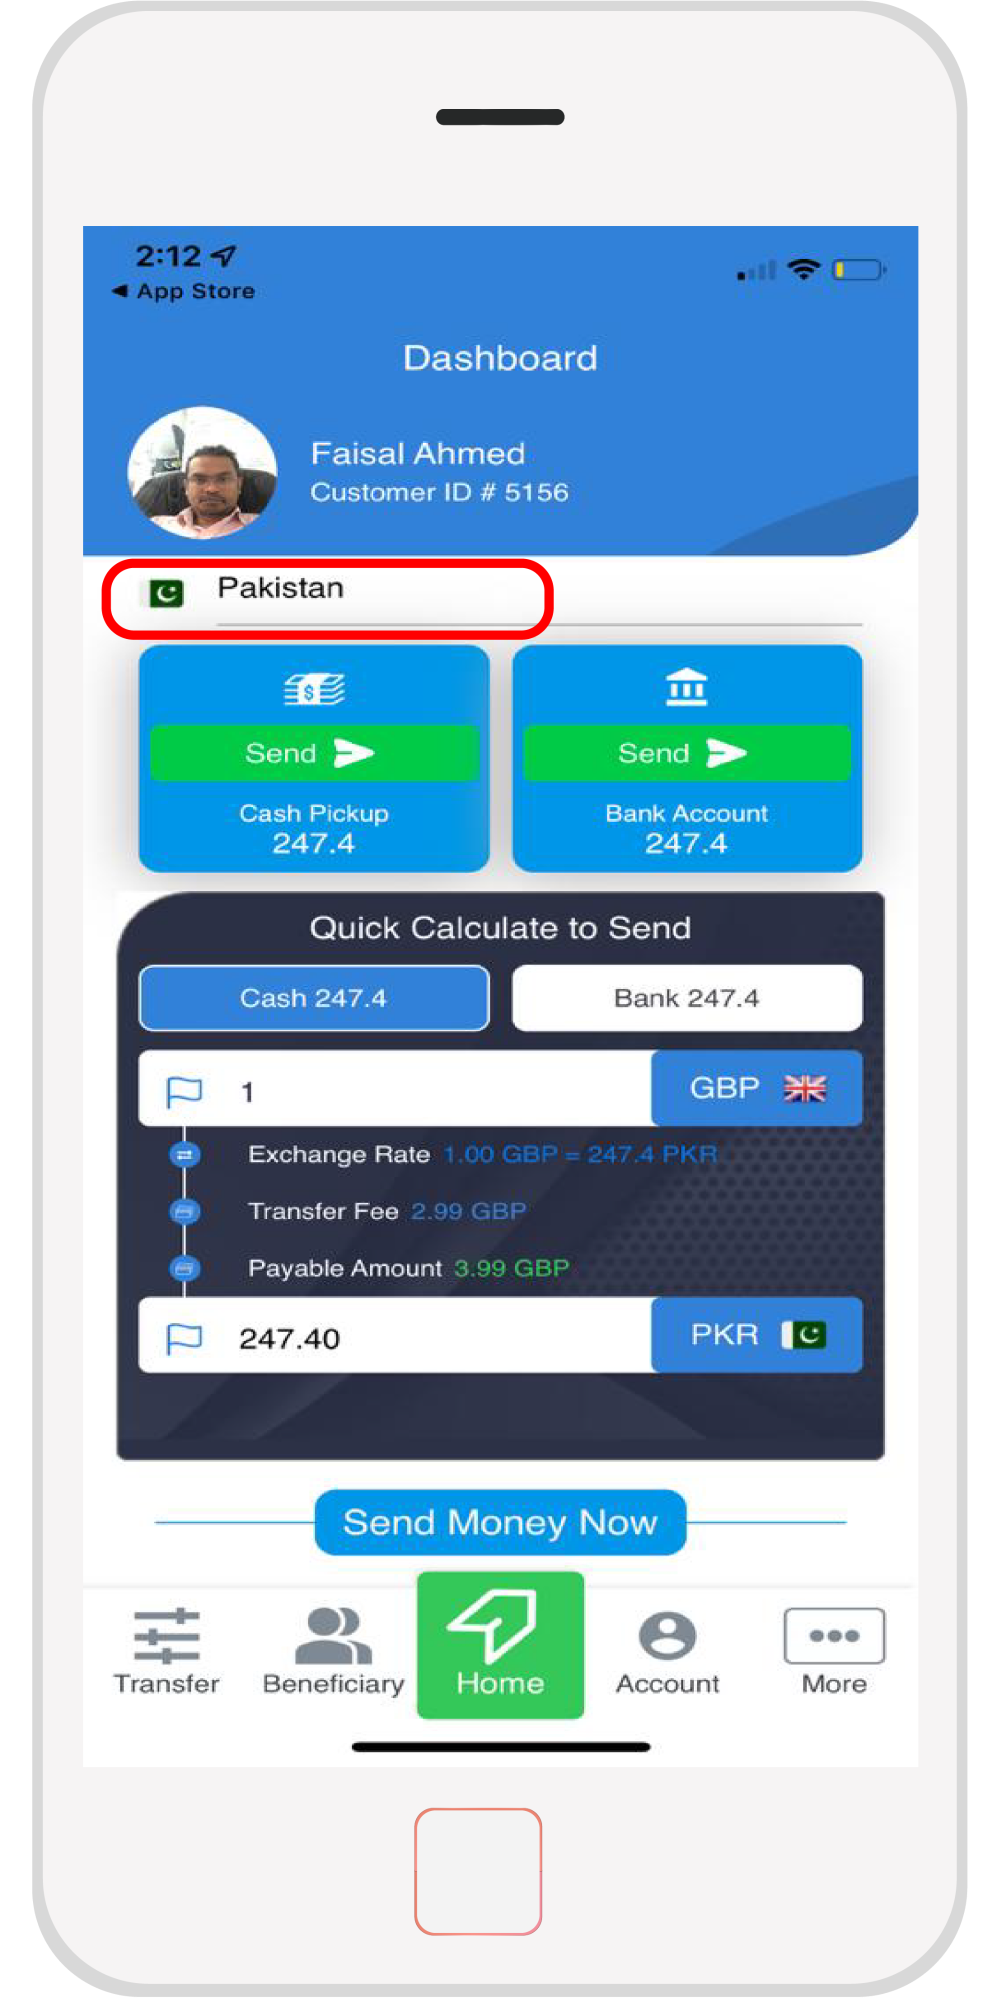 2:12
◀ App Store
Dashboard
Faisal Ahmed
Customer ID # 5156
Pakistan
Send
Cash Pickup
247.4
Send
Bank Account
247.4
Quick Calculate to Send
Cash 247.4
Bank 247.4
1
GBP
Exchange Rate 1.00 GBP = 247.4 PKR
Transfer Fee 2.99 GBP
Payable Amount 3.99 GBP
247.40
PKR
Send Money Now
Transfer
Beneficiary
Home
Account
More